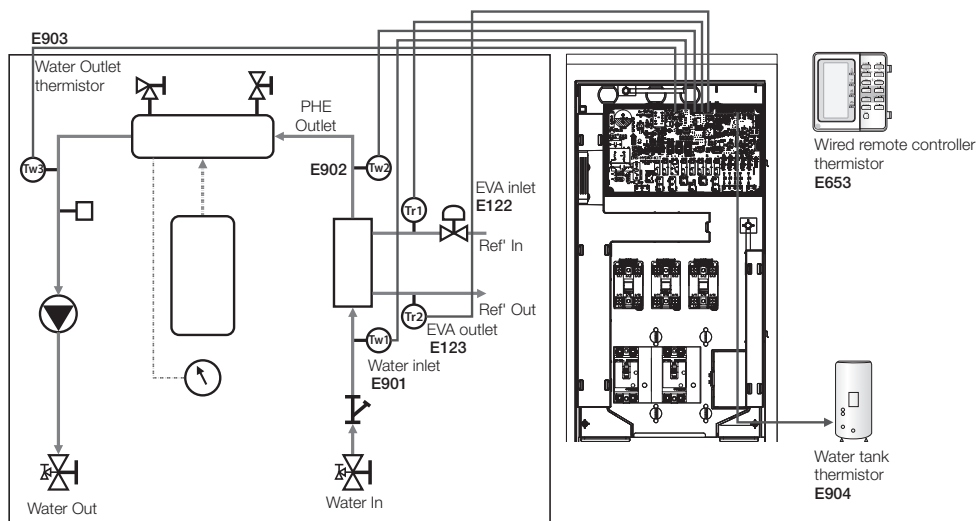 E903
Water Outlet
thermistor
PHE
Outlet
Tw3
E902
Tw2
Tr1
EVA inlet
E122
Ref' In
Ref' Out
Tr2
EVA outlet
E123
Tw1
Water inlet
E901
Water Out
Water In
Wired remote controller
thermistor
E653
Water tank
thermistor
E904